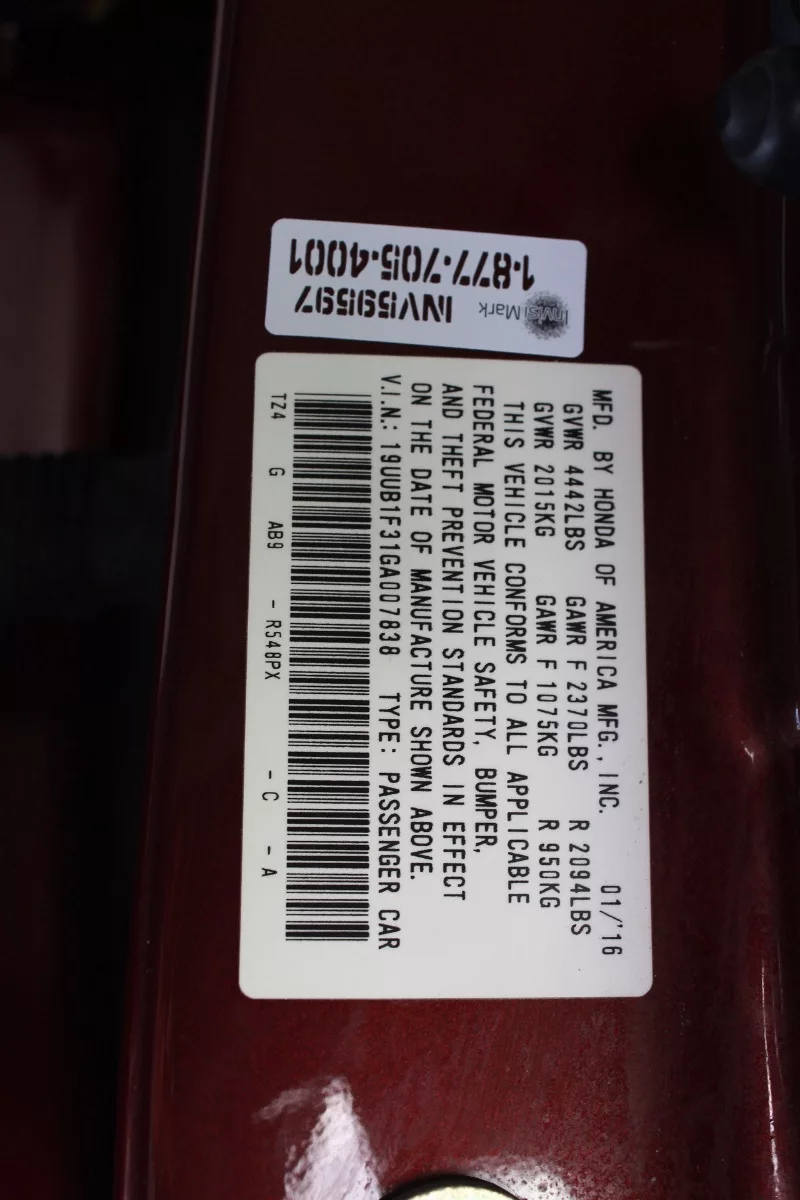 1·877·705·4001
InvisiMark INV59597
MFD. BY HONDA OF AMERICA MFG., INC. 01/'16
GVWR 4442LBS GAWR F 2370LBS R 2094LBS
GVWR 2015KG GAWR F 1075KG R 950KG
THIS VEHICLE CONFORMS TO ALL APPLICABLE
FEDERAL MOTOR VEHICLE SAFETY, BUMPER,
AND THEFT PREVENTION STANDARDS IN EFFECT
ON THE DATE OF MANUFACTURE SHOWN ABOVE.
V.I.N.: 19UUB1F31GA007838 TYPE: PASSENGER CAR
TZ4 G AB9 - R548PX - C - A